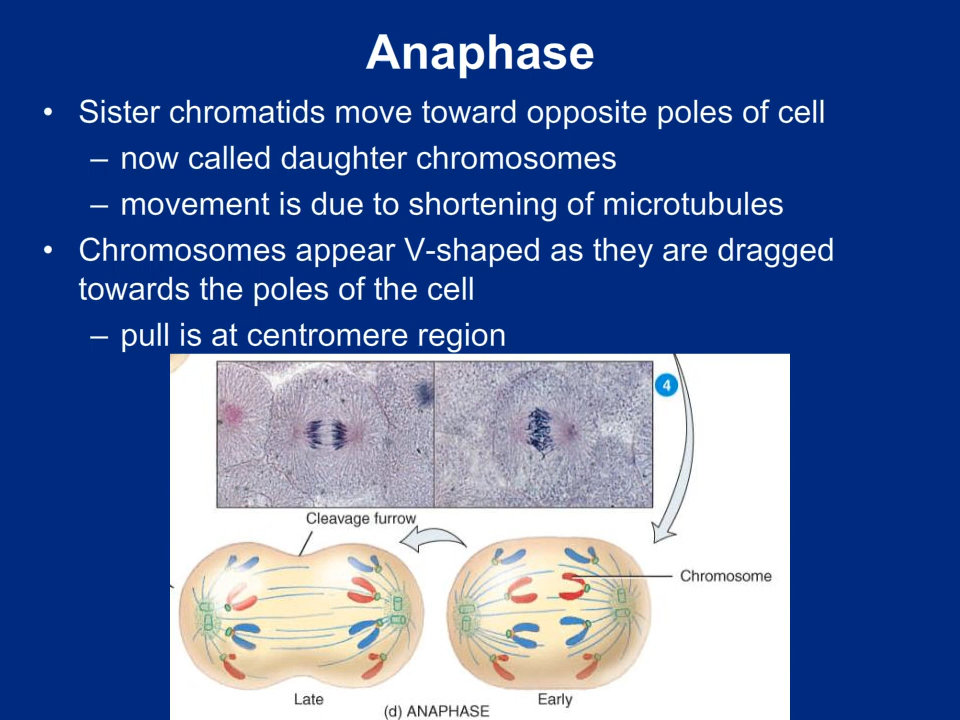 Anaphase
• Sister chromatids move toward opposite poles of cell
– now called daughter chromosomes
– movement is due to shortening of microtubules
• Chromosomes appear V-shaped as they are dragged
towards the poles of the cell
– pull is at centromere region
4
Cleavage furrow
Chromosome
Late
Early
(d) ANAPHASE